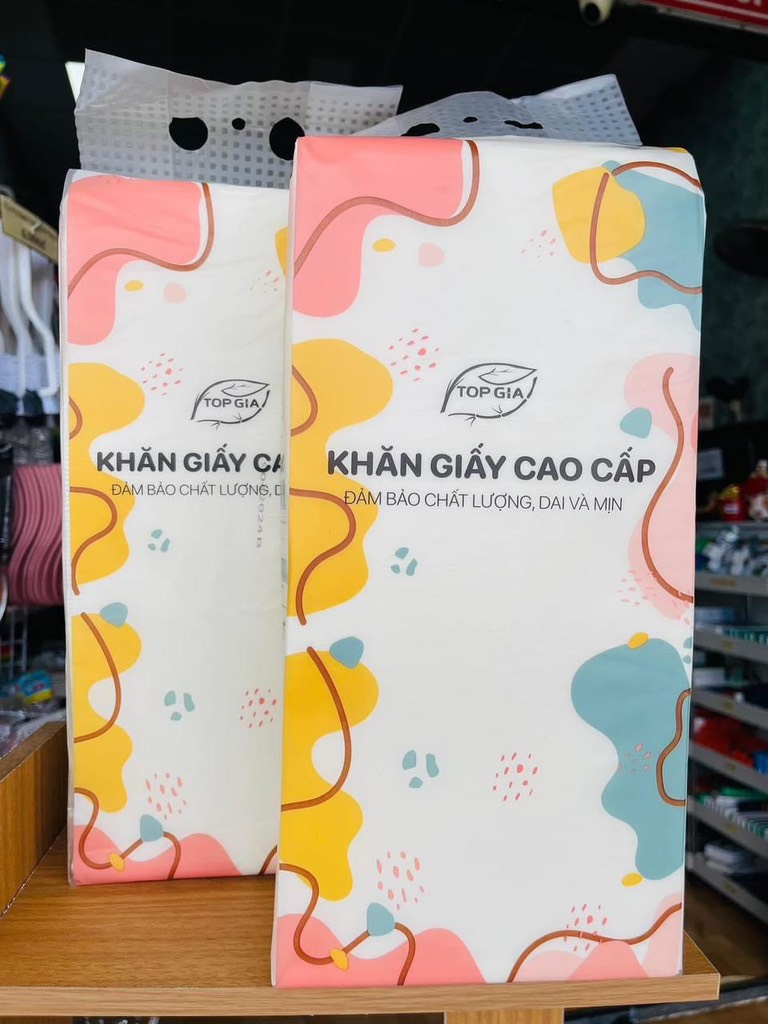 TOP GIA
KHĂN GIẤY CA
ĐẢM BẢO CHẤT LƯỢNG, D
TOP GIA
KHĂN GIẤY CAO CẤP
ĐẢM BẢO CHẤT LƯỢNG, DAI VÀ MỊN